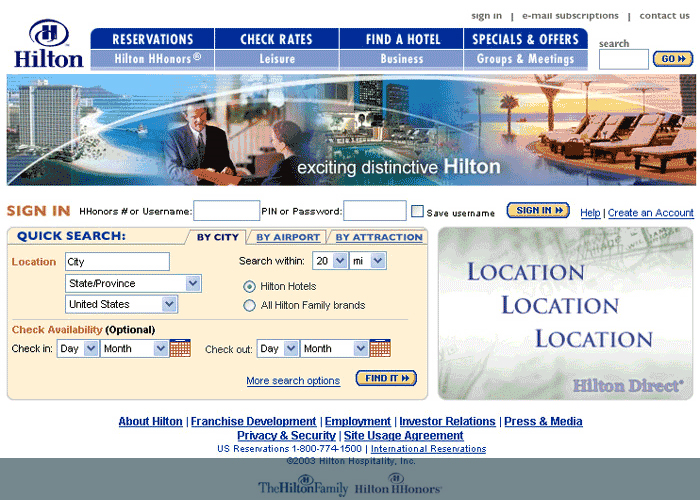 sign in | e-mail subscriptions | contact us
Hilton
RESERVATIONS CHECK RATES FIND A HOTEL SPECIALS & OFFERS
Hilton HHonors® Leisure Business Groups & Meetings
search
GO
exciting distinctive Hilton
SIGN IN HHonors # or Username: PIN or Password: Save username SIGN IN Help | Create an Account
QUICK SEARCH: BY CITY BY AIRPORT BY ATTRACTION
Location City Search within: 20 mi
State/Province Hilton Hotels
United States All Hilton Family brands
Check Availability (Optional)
Check in: Day Month Check out: Day Month
More search options FIND IT
LOCATION
LOCATION
LOCATION
Hilton Direct*
About Hilton | Franchise Development | Employment | Investor Relations | Press & Media
Privacy & Security | Site Usage Agreement
US Reservations 1-800-774-1500 | International Reservations
©2003 Hilton Hospitality, Inc.
The Hilton Family Hilton HHonors